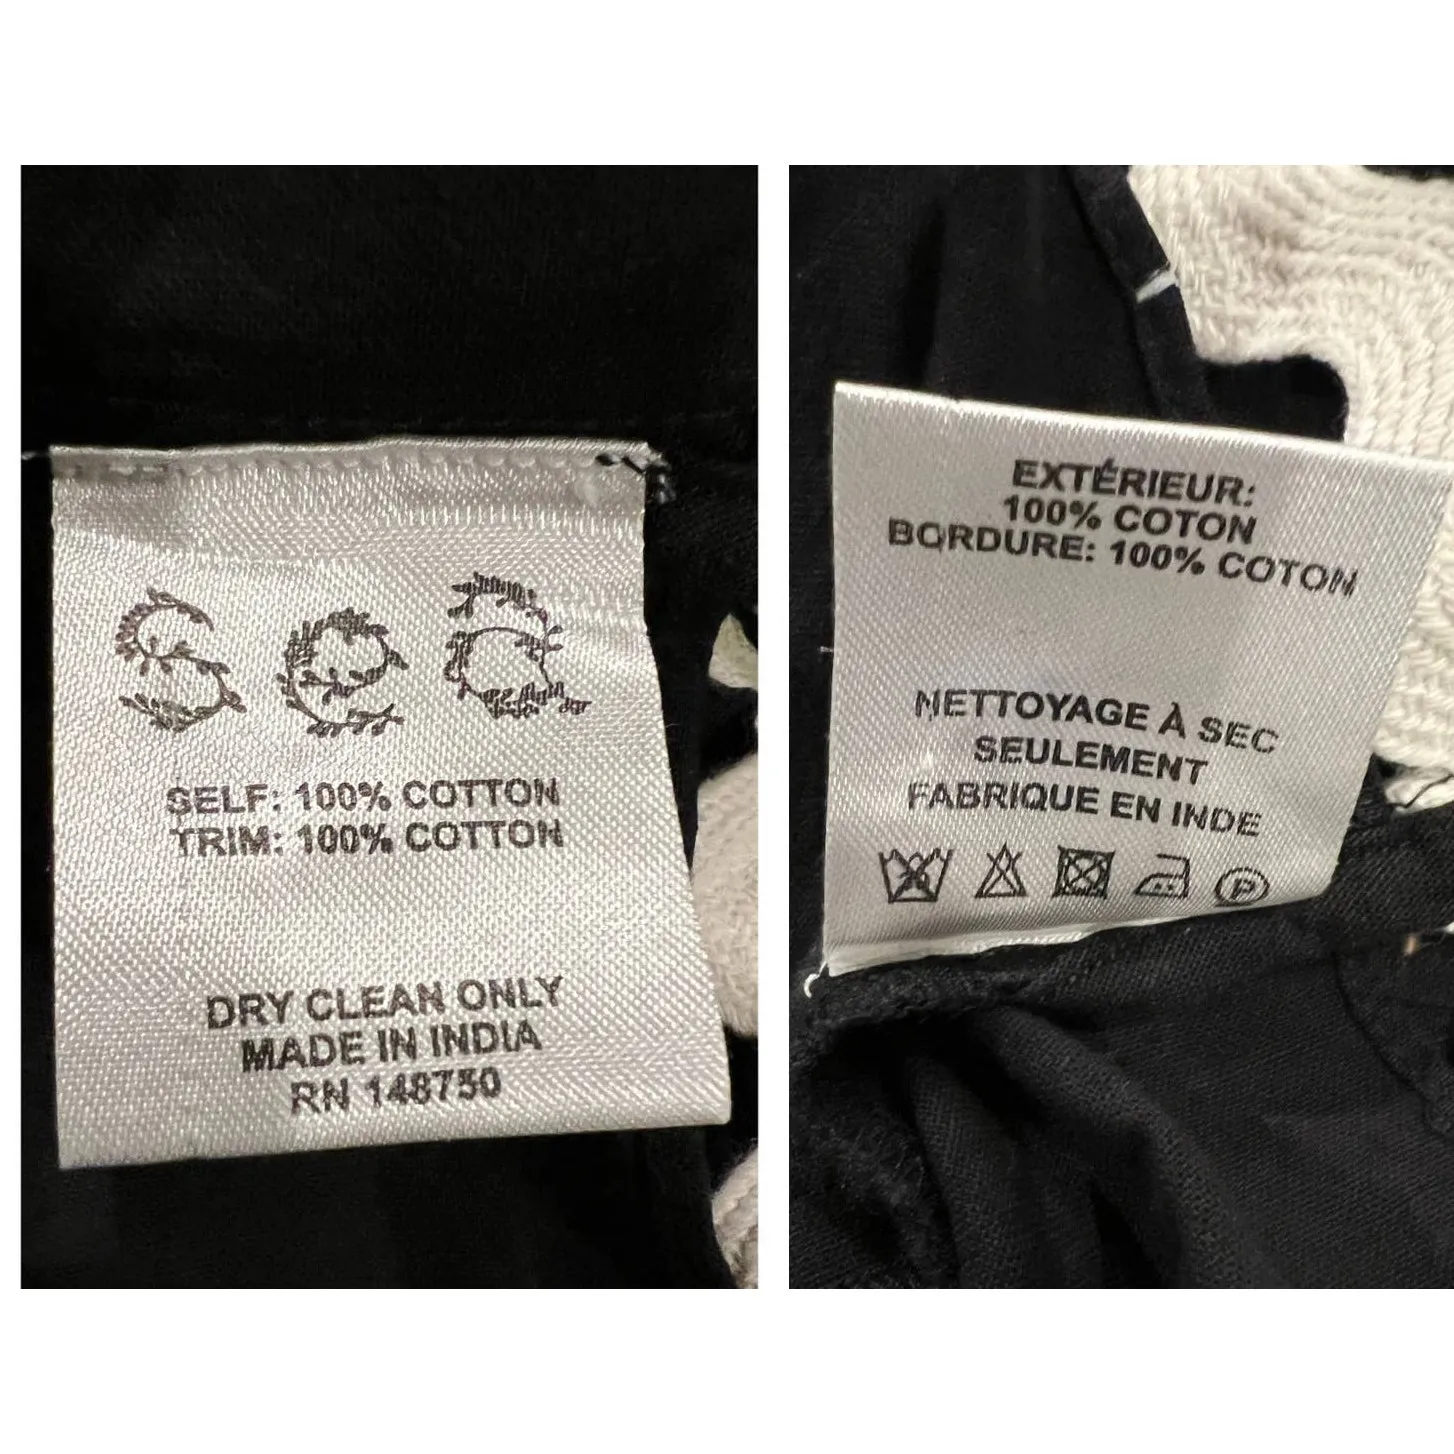 SELF: 100% COTTON
TRIM: 100% COTTON
DRY CLEAN ONLY
MADE IN INDIA
RN 148750
EXTÉRIEUR:
100% COTON
BORDURE: 100% COTON
NETTOYAGE À SEC
SEULEMENT
FABRIQUE EN INDE
P